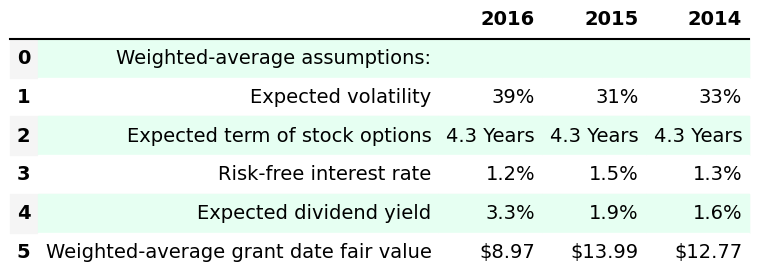 2016 2015 2014
0 Weighted-average assumptions:
1 Expected volatility 39% 31% 33%
2 Expected term of stock options 4.3 Years 4.3 Years 4.3 Years
3 Risk-free interest rate 1.2% 1.5% 1.3%
4 Expected dividend yield 3.3% 1.9% 1.6%
5 Weighted-average grant date fair value $8.97 $13.99 $12.77